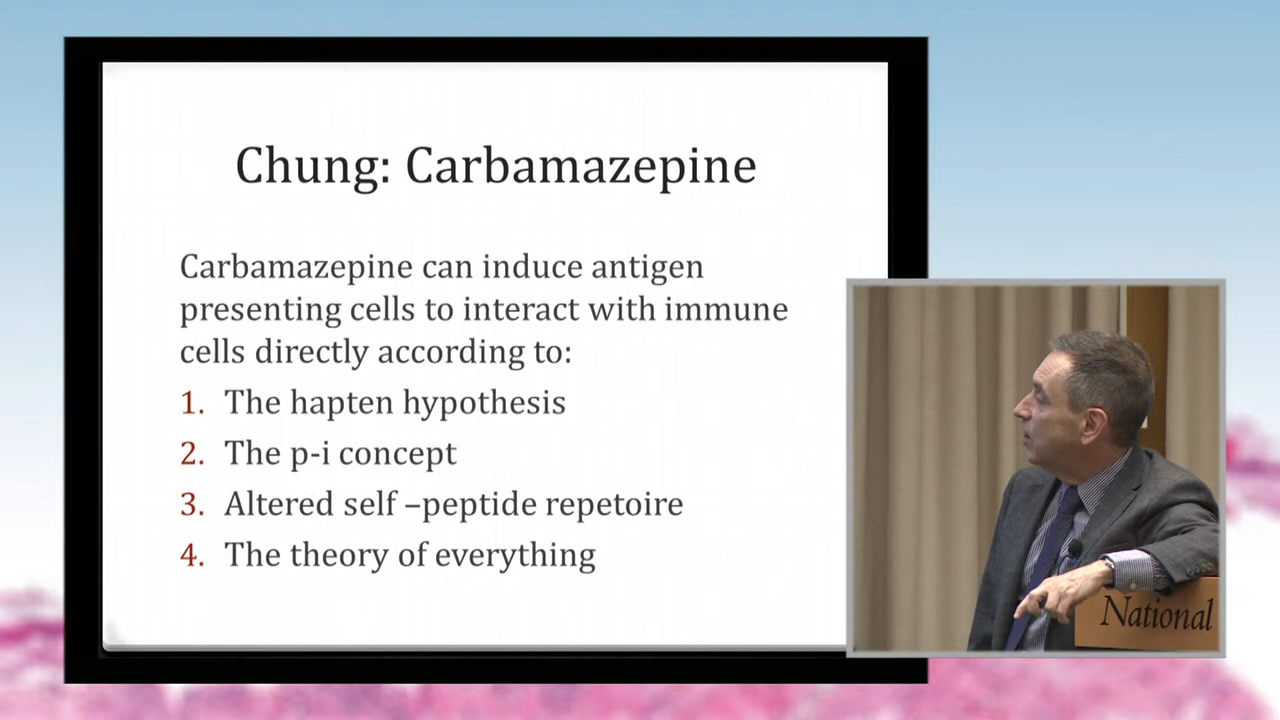 Chung: Carbamazepine
Carbamazepine can induce antigen
presenting cells to interact with immune
cells directly according to:
1. The hapten hypothesis
2. The p-i concept
3. Altered self –peptide repetoire
4. The theory of everything
National